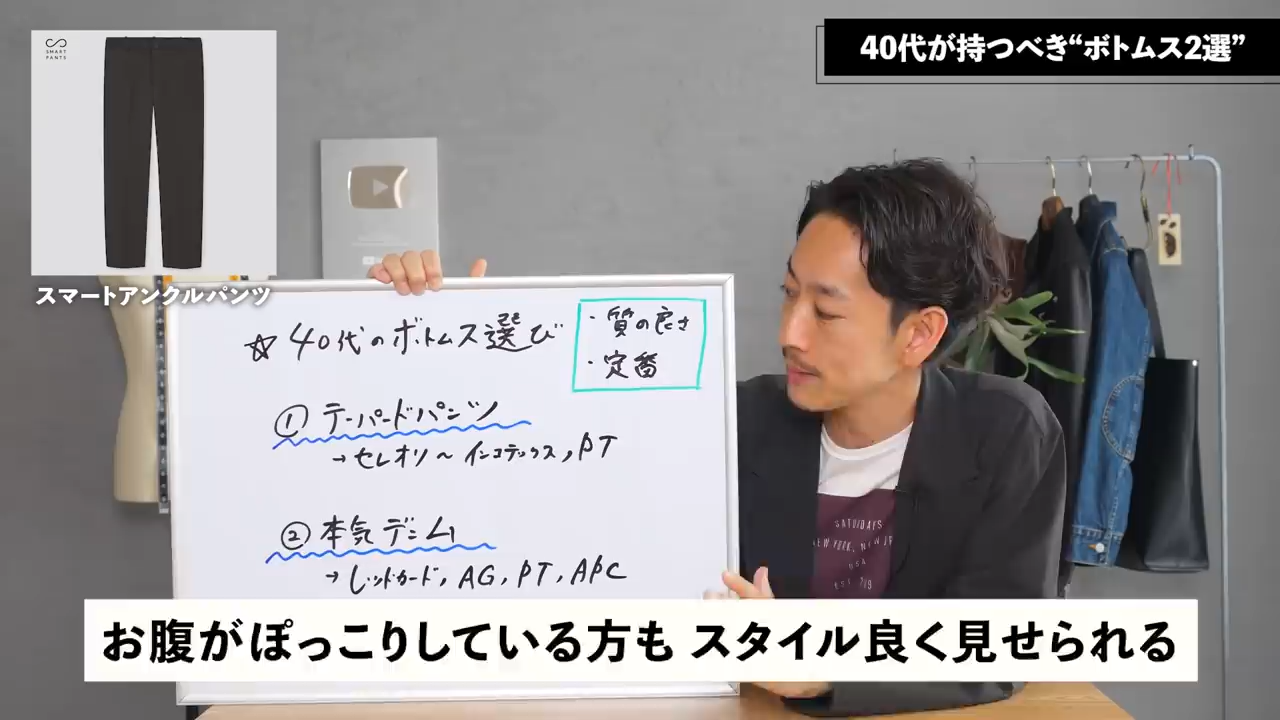 SMART
PANTS
40代が持つべき“ボトムス2選”
スマートアンクルパンツ
☆ 40代のボトムス選び
・質の良さ
・定番
① テーパードパンツ
→セレオリ〜インコテックス, PT
② 本気デニム
→レッドカード, AG, PT, APC
SATURDAYS
NEW YORK, N
USA
お腹がぽっこりしている方も スタイル良く見せられる